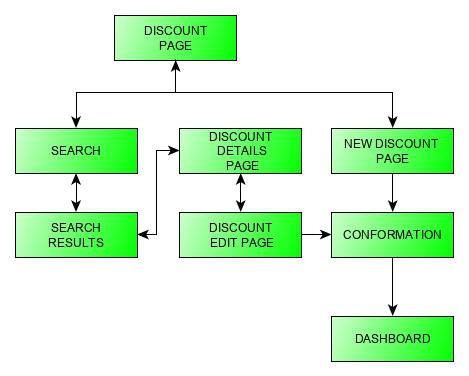 DISCOUNT
PAGE
SEARCH
DISCOUNT
DETAILS
PAGE
NEW DISCOUNT
PAGE
SEARCH
RESULTS
DISCOUNT
EDIT PAGE
CONFORMATION
DASHBOARD